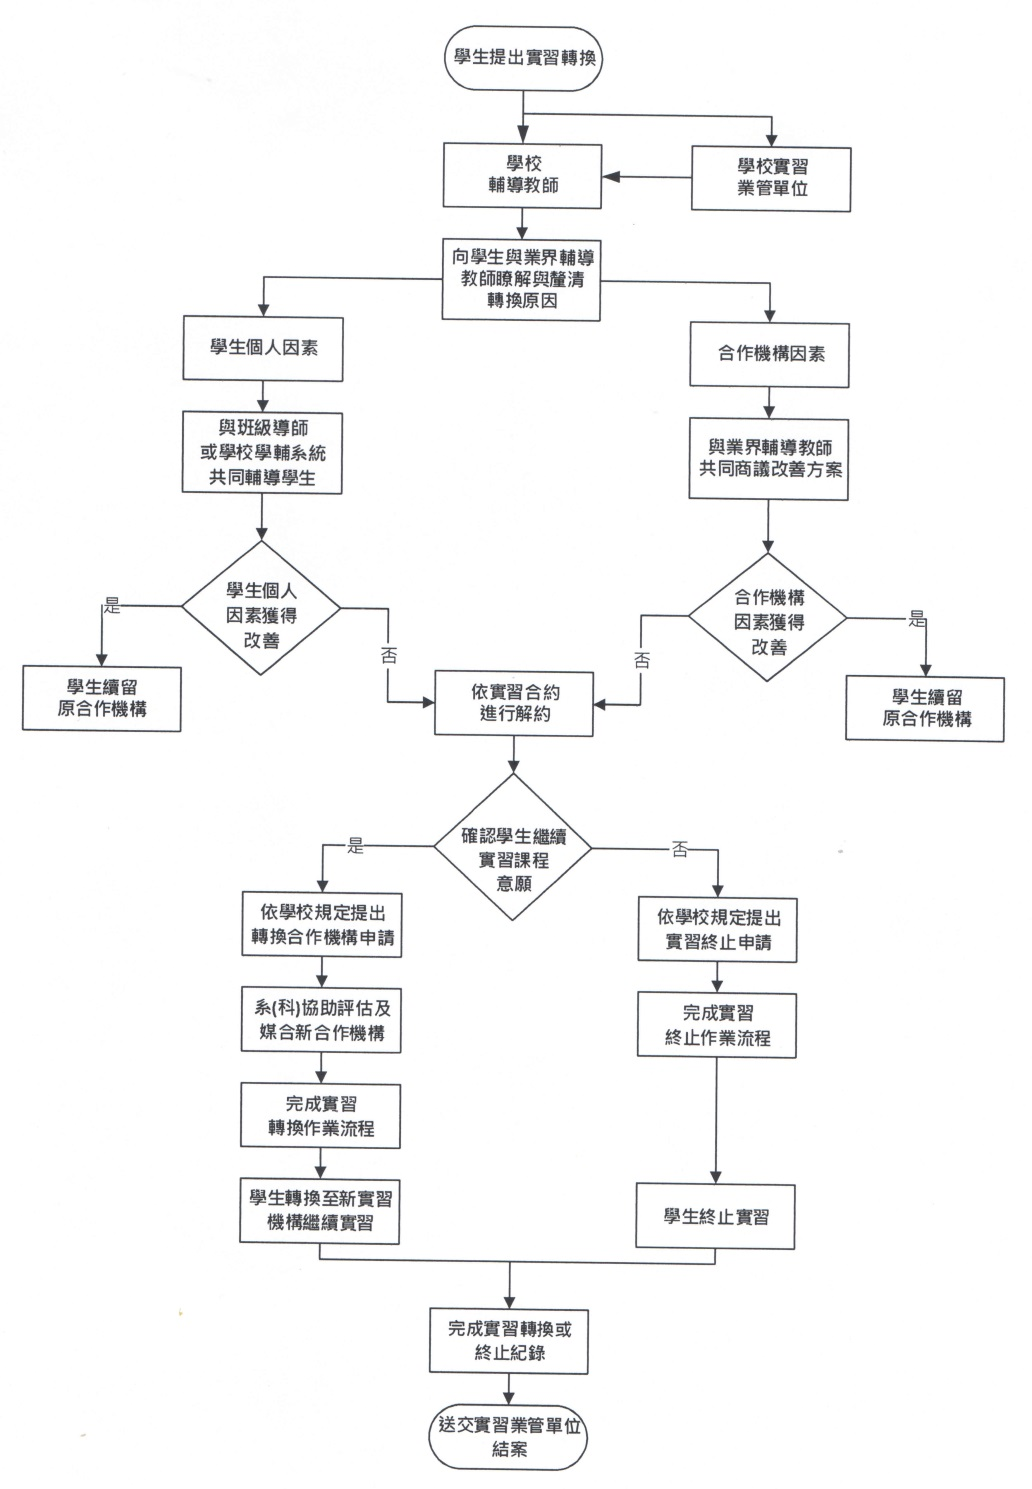 學生提出實習轉換
學校
輔導教師
學校實習
業管單位
向學生與業界輔導
教師瞭解與釐清
轉換原因
學生個人因素
合作機構因素
與班級導師
或學校學輔系統
共同輔導學生
與業界輔導教師
共同商議改善方案
學生個人
因素獲得
改善
合作機構
因素獲得
改善
是
否
否
是
學生續留
原合作機構
依實習合約
進行解約
學生續留
原合作機構
確認學生繼續
實習課程
意願
是
否
依學校規定提出
轉換合作機構申請
依學校規定提出
實習終止申請
系(科)協助評估及
媒合新合作機構
完成實習
終止作業流程
完成實習
轉換作業流程
學生轉換至新實習
機構繼續實習
學生終止實習
完成實習轉換或
終止紀錄
送交實習業管單位
結案